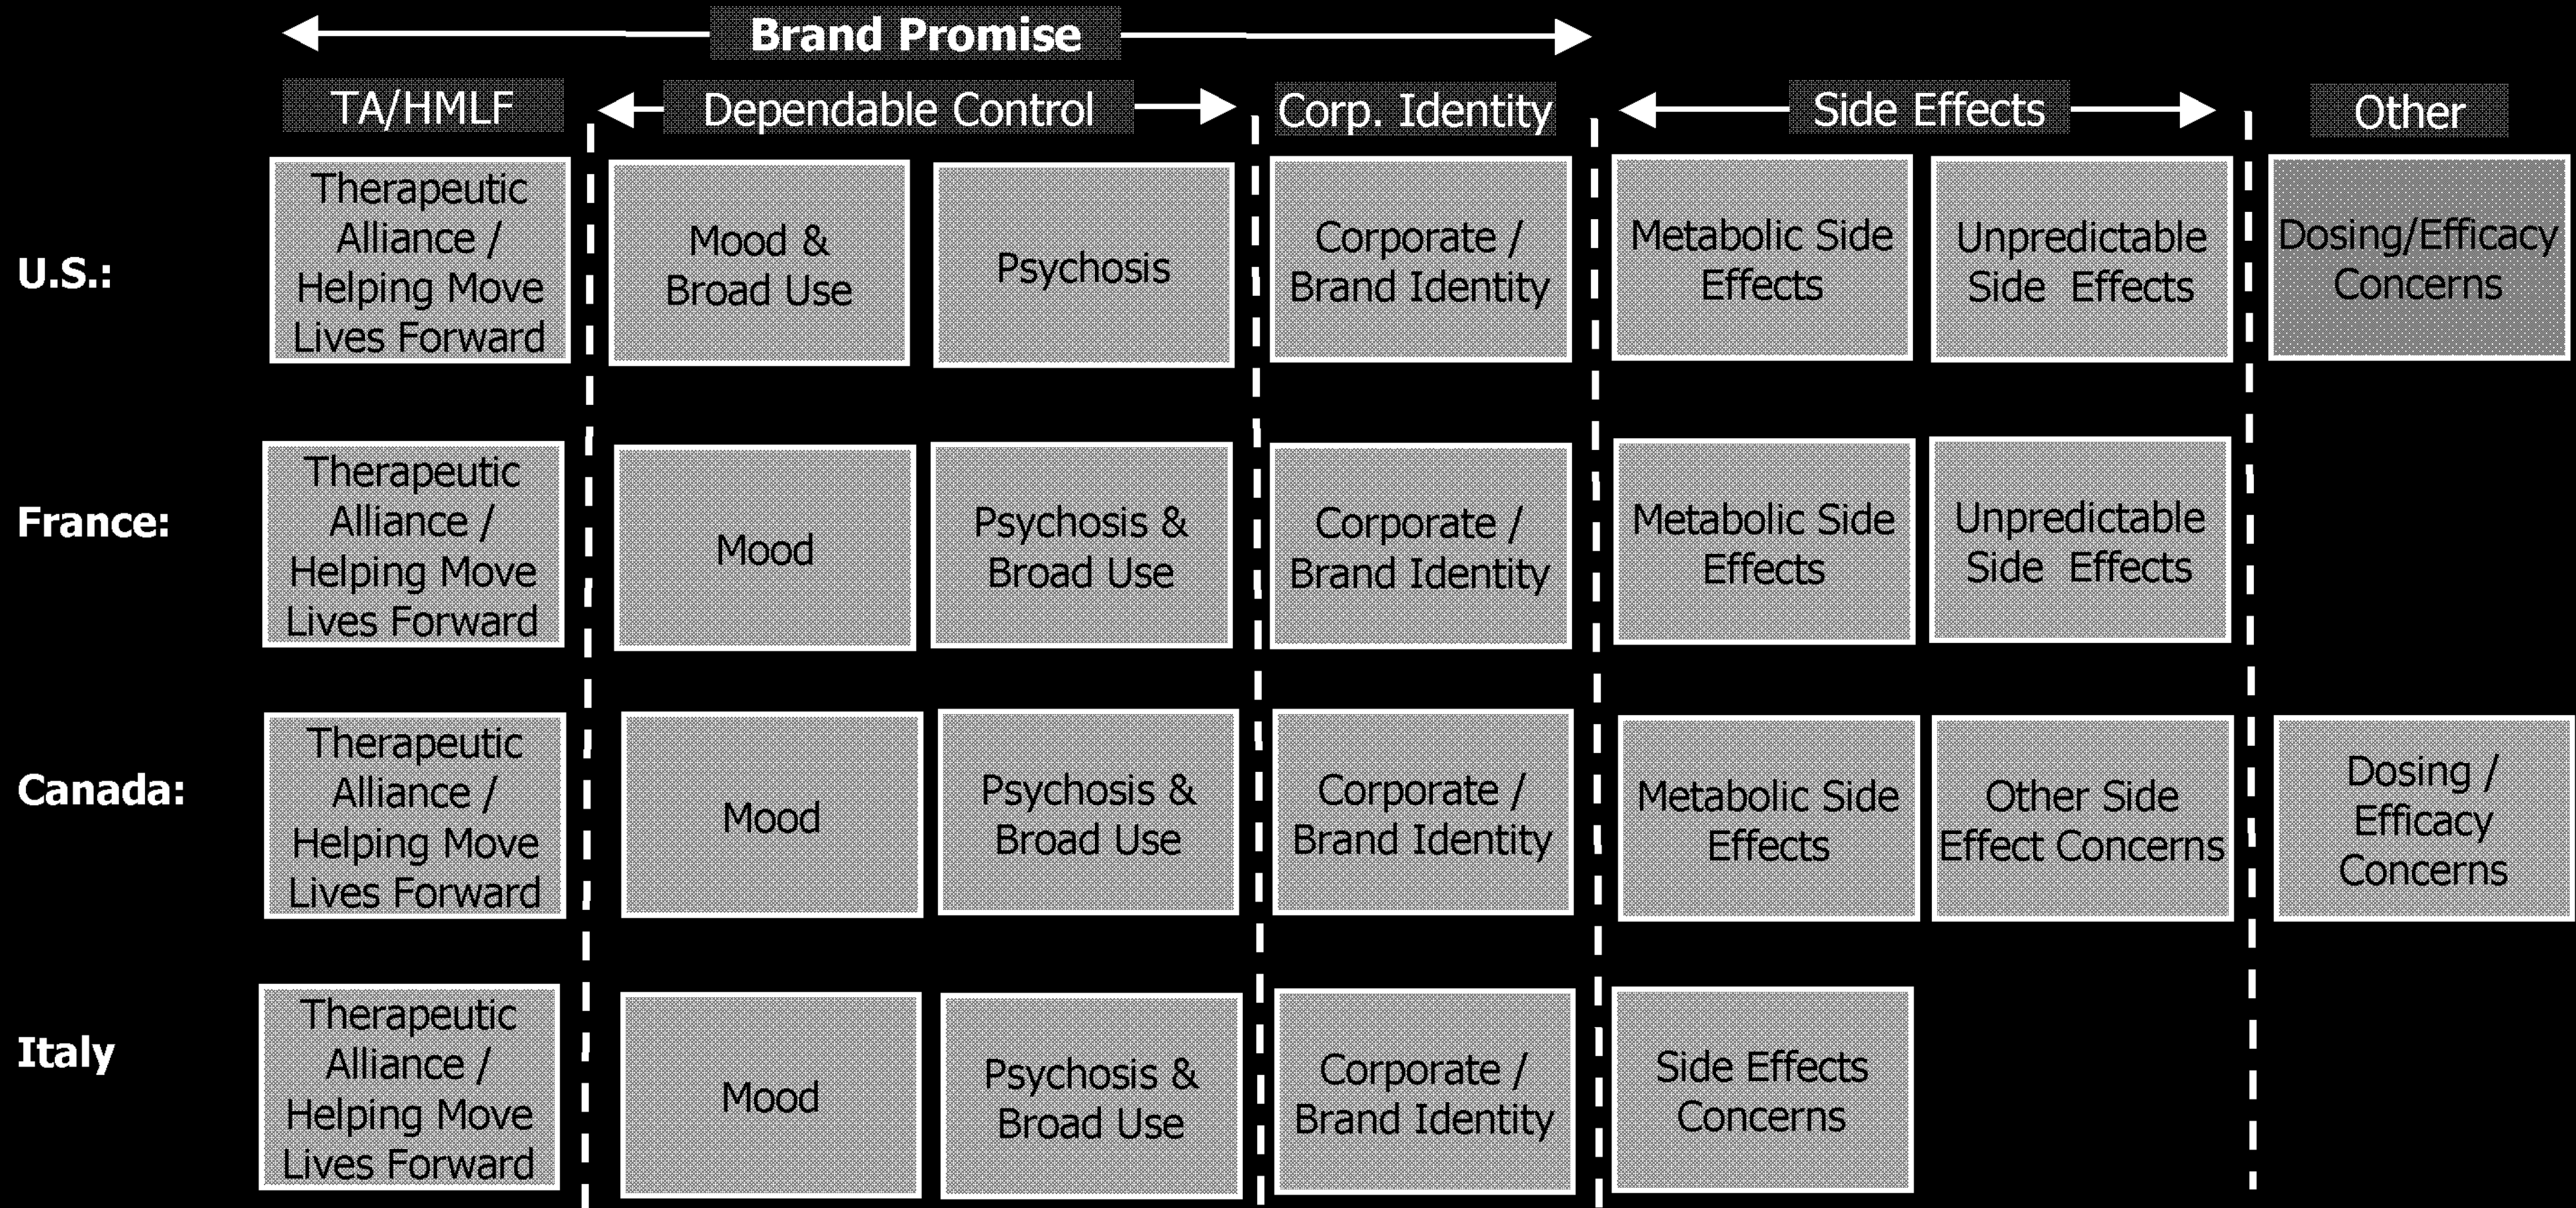 Brand Promise
TA/HMLF
Dependable Control
Corp. Identity
Side Effects
Other
U.S.:
Therapeutic
Alliance /
Helping Move
Lives Forward
Mood &
Broad Use
Psychosis
Corporate /
Brand Identity
Metabolic Side
Effects
Unpredictable
Side  Effects
Dosing/Efficacy
Concerns
France:
Therapeutic
Alliance /
Helping Move
Lives Forward
Mood
Psychosis &
Broad Use
Corporate /
Brand Identity
Metabolic Side
Effects
Unpredictable
Side  Effects
Canada:
Therapeutic
Alliance /
Helping Move
Lives Forward
Mood
Psychosis &
Broad Use
Corporate /
Brand Identity
Metabolic Side
Effects
Other Side
Effect Concerns
Dosing /
Efficacy
Concerns
Italy
Therapeutic
Alliance /
Helping Move
Lives Forward
Mood
Psychosis &
Broad Use
Corporate /
Brand Identity
Side Effects
Concerns